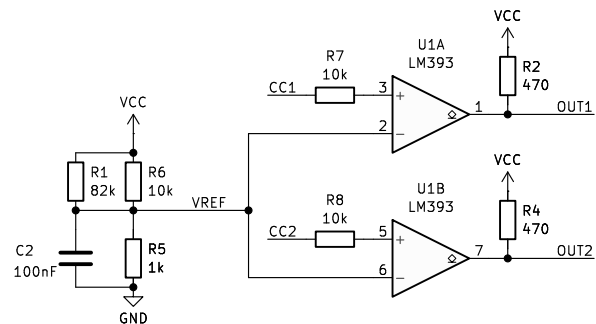 VCC
U1A
LM393
R7
10k
R2
470
CC1
3
+
1
OUT1
2
−
VCC
R1
82k
R6
10k
VREF
VCC
U1B
LM393
R8
10k
R4
470
CC2
5
+
7
OUT2
6
−
C2
100nF
R5
1k
GND